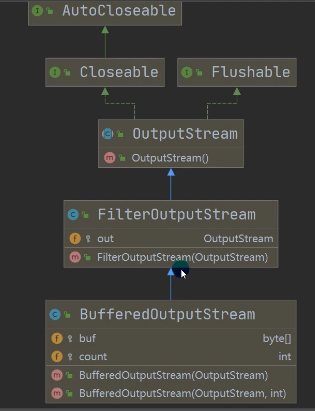 AutoCloseable
Closeable
Flushable
OutputStream
OutputStream()
FilterOutputStream
out OutputStream
FilterOutputStream(OutputStream)
BufferedOutputStream
buf byte[]
count int
BufferedOutputStream(OutputStream)
BufferedOutputStream(OutputStream, int)